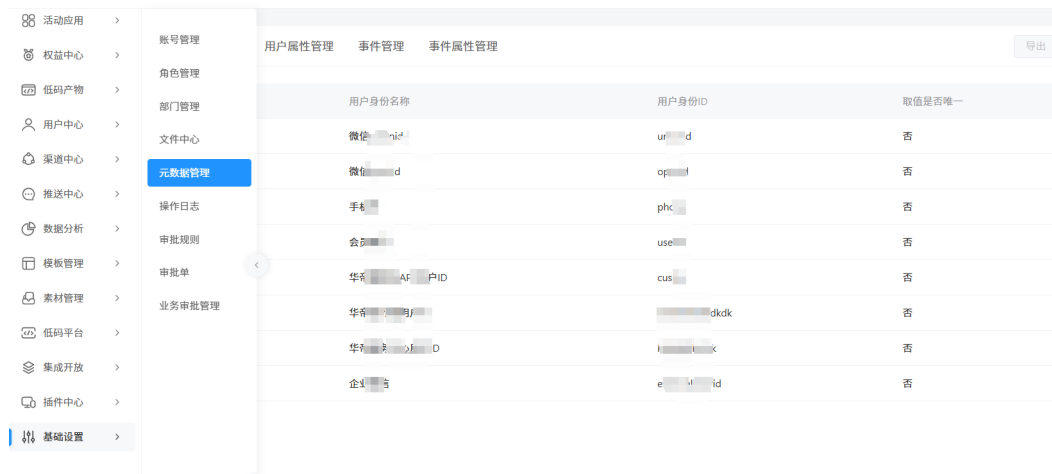 活动应用
权益中心
低码产物
用户中心
渠道中心
推送中心
数据分析
模板管理
素材管理
低码平台
集成开放
插件中心
基础设置
账号管理
角色管理
部门管理
文件中心
元数据管理
操作日志
审批规则
审批单
业务审批管理
用户属性管理 事件管理 事件属性管理 导出
用户身份名称 用户身份ID 取值是否唯一
微信 否
微信 否
否
否
否
否
否
否